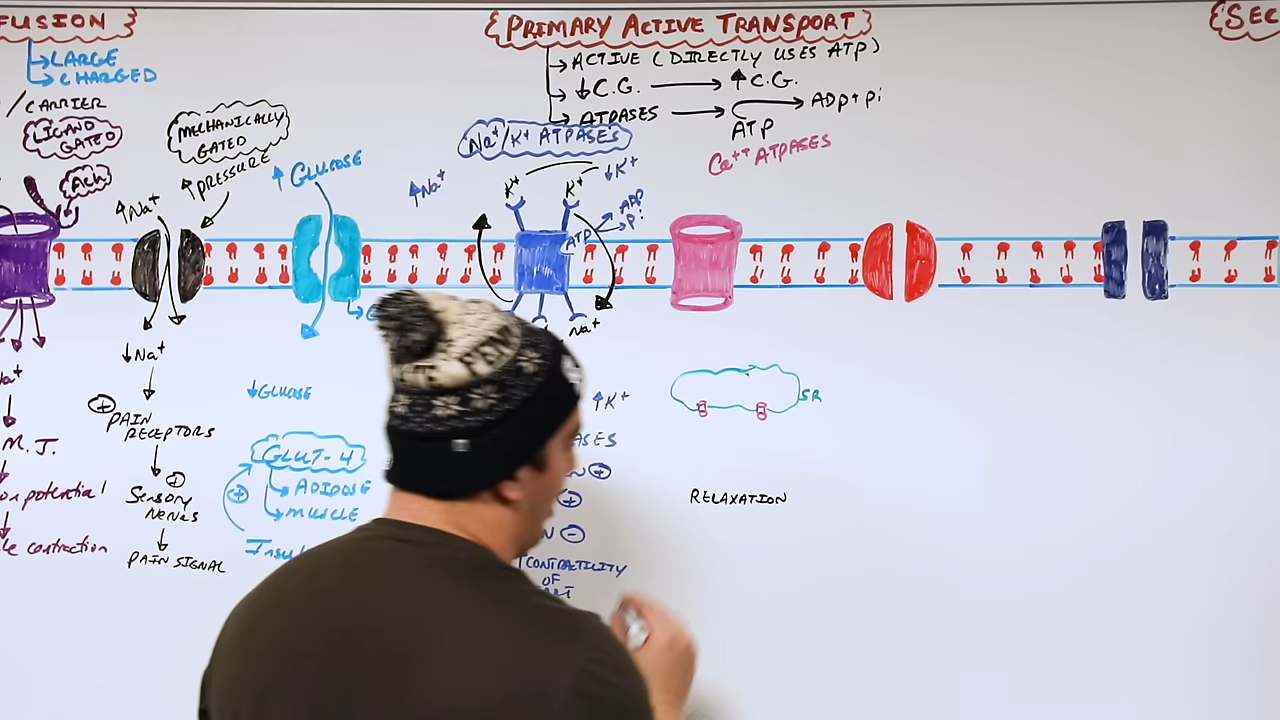 FUSION
LARGE
CHARGED
/CARRIER
LIGAND
GATED
Ach
MECHANICALLY
GATED
↑ PRESSURE
↑Na+
↓Na+
+
PAIN
RECEPTORS
+
Sensory
nerves
PAIN SIGNAL
M.J.
on potential
le contraction
↑ GLUCOSE
↓GLUCOSE
GLUT-4
+
ADIPOSE
MUSCLE
{PRIMARY ACTIVE TRANSPORT}
ACTIVE (DIRECTLY USES ATP)
↓C.G. → ↑C.G.
ATPASES → ADP + Pi
ATP
Na+/K+ ATPASES
Ca++ ATPASES
↑Na+
K+ K+
↓K+
ATP
ADP
Pi
Na+
↑K+
ASES
N +
+
N -
↑CONTRACTILITY
OF
SR
RELAXATION
{SEC